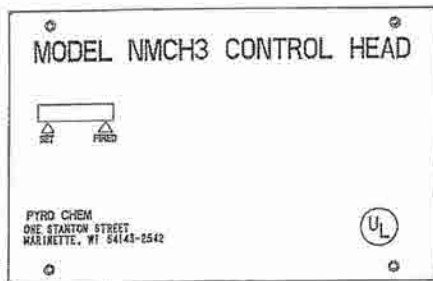 MODEL NMCH3 CONTROL HEAD
SET FIRED
PYRO CHEM
ONE STANTON STREET
MARINETTE, WI 54143-2542
UL